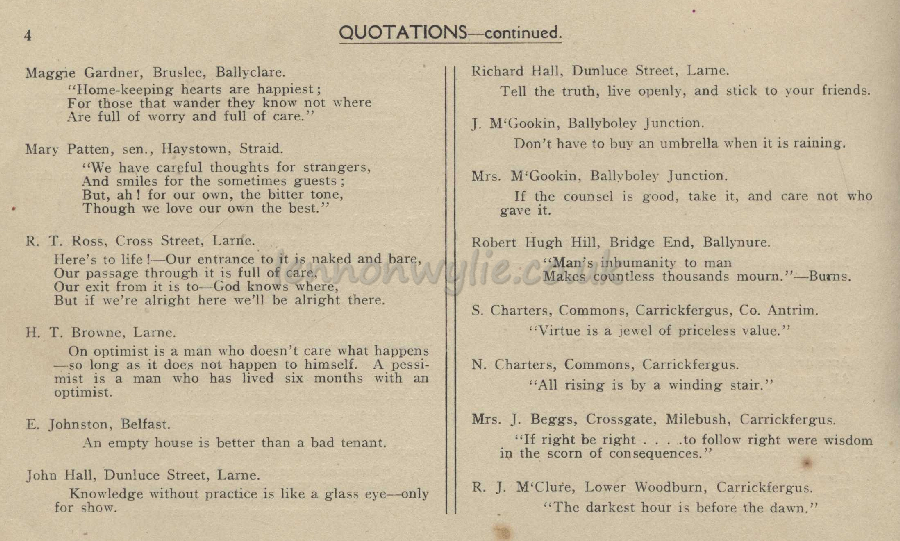 4
QUOTATIONS—continued.
Maggie Gardner, Bruslee, Ballyclare.
"Home-keeping hearts are happiest;
For those that wander they know not where
Are full of worry and full of care."
Mary Patten, sen., Haystown, Straid.
"We have careful thoughts for strangers,
And smiles for the sometimes guests;
But, ah! for our own, the bitter tone,
Though we love our own the best."
R. T. Ross, Cross Street, Larne.
Here's to life!—Our entrance to it is naked and bare,
Our passage through it is full of care,
Our exit from it is to—God knows where,
But if we're alright here we'll be alright there.
H. T. Browne, Larne.
On optimist is a man who doesn't care what happens
—so long as it does not happen to himself. A pessi-
mist is a man who has lived six months with an
optimist.
E. Johnston, Belfast.
An empty house is better than a bad tenant.
John Hall, Dunluce Street, Larne.
Knowledge without practice is like a glass eye—only
for show.
Richard Hall, Dunluce Street, Larne.
Tell the truth, live openly, and stick to your friends.
J. M'Gookin, Ballyboley Junction.
Don't have to buy an umbrella when it is raining.
Mrs. M'Gookin, Ballyboley Junction.
If the counsel is good, take it, and care not who
gave it.
Robert Hugh Hill, Bridge End, Ballynure.
"Man's inhumanity to man
Makes countless thousands mourn."—Burns.
S. Charters, Commons, Carrickfergus, Co. Antrim.
"Virtue is a jewel of priceless value."
N. Charters, Commons, Carrickfergus.
"All rising is by a winding stair."
Mrs. J. Beggs, Crossgate, Milebush, Carrickfergus.
"If right be right . . . .to follow right were wisdom
in the scorn of consequences."
R. J. M'Clure, Lower Woodburn, Carrickfergus.
"The darkest hour is before the dawn."